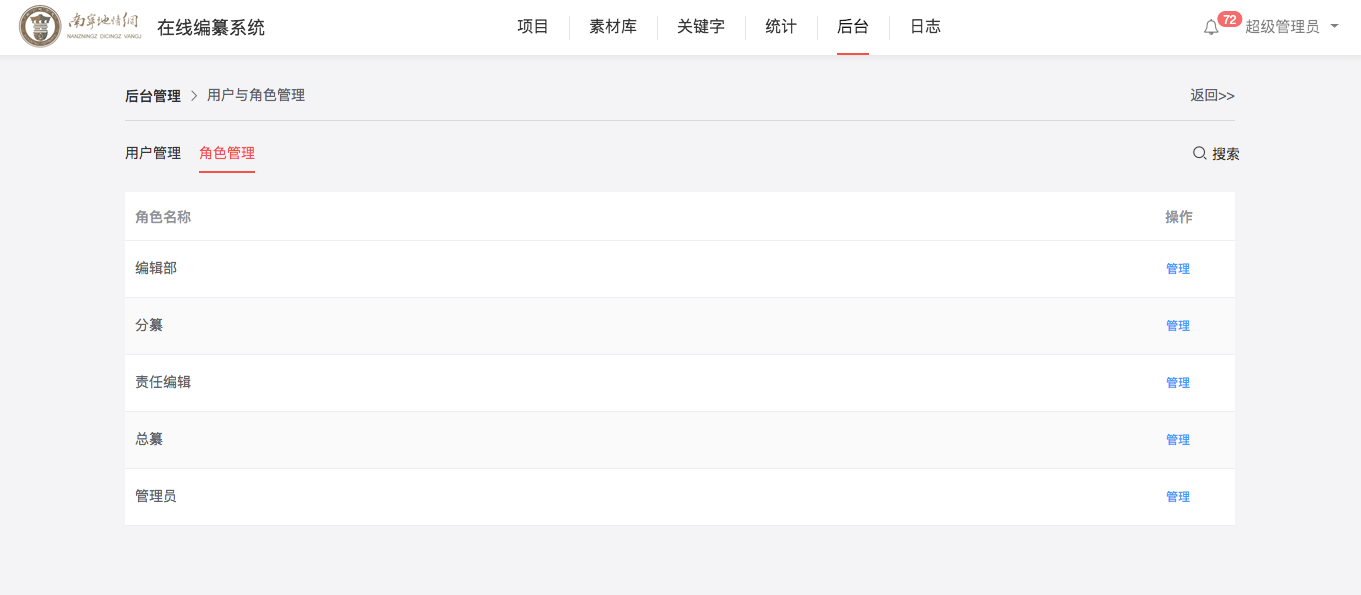 南宁地情网
NANZNINGZ DICINGZ VANGJ
在线编纂系统
项目 素材库 关键字 统计 后台 日志
72 超级管理员
后台管理 > 用户与角色管理 返回>>
用户管理 角色管理 搜索
角色名称 操作
编辑部 管理
分纂 管理
责任编辑 管理
总纂 管理
管理员 管理